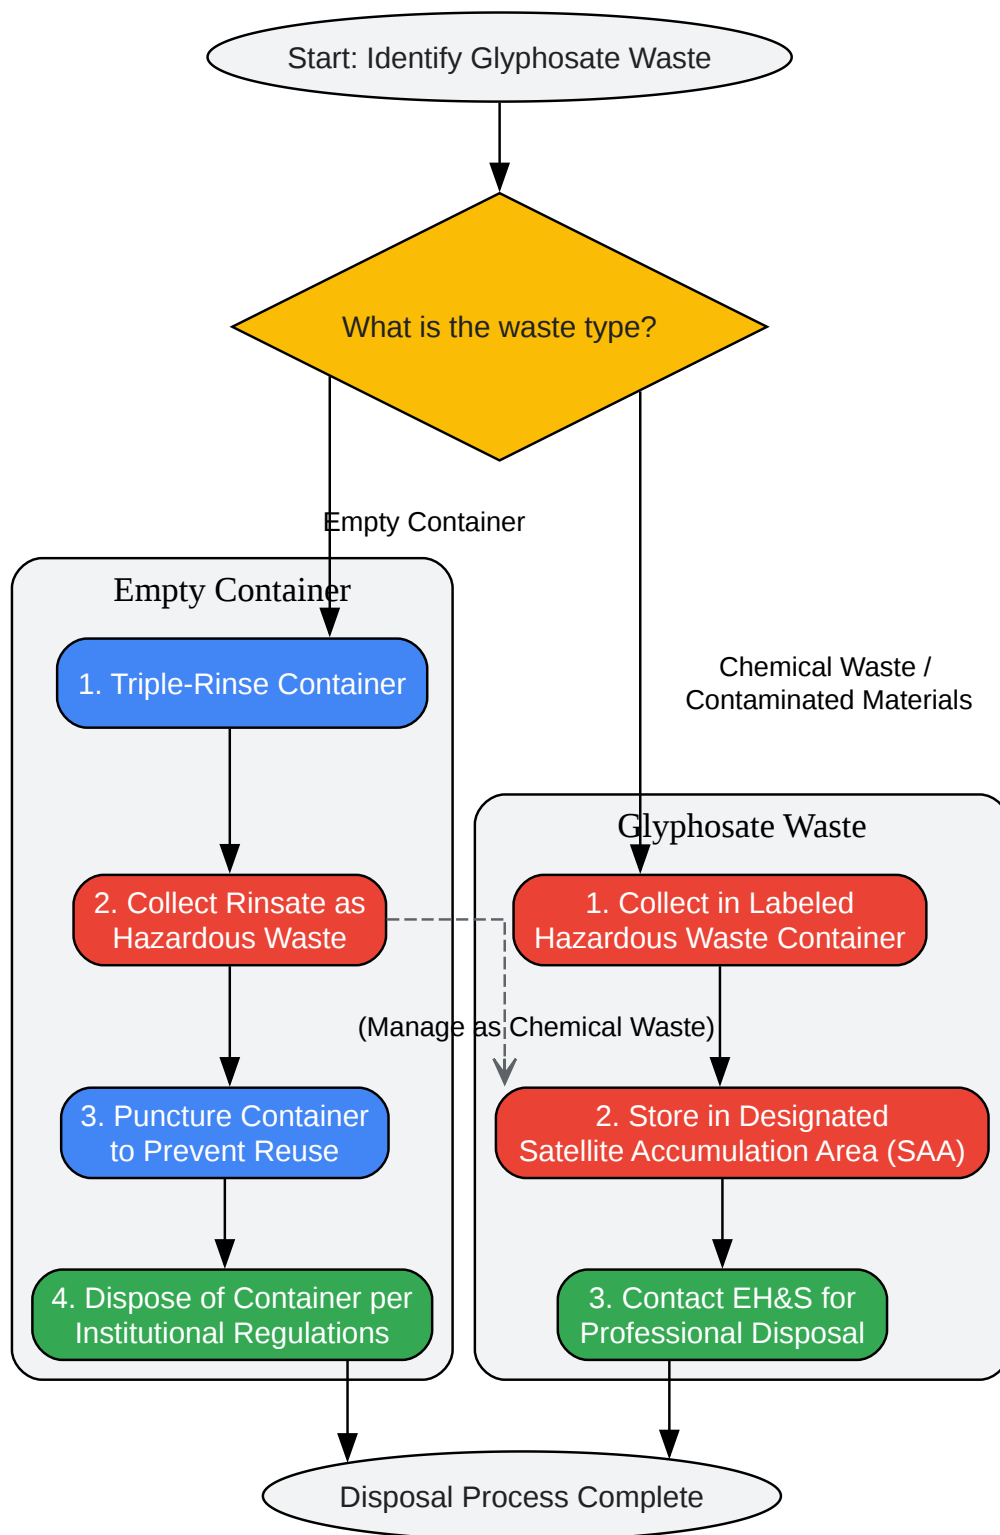 Start: Identify Glyphosate Waste
What is the waste type?
Empty Container
Empty Container
1. Triple-Rinse Container
2. Collect Rinsate as
Hazardous Waste
(Manage as Chemical Waste)
3. Puncture Container
to Prevent Reuse
4. Dispose of Container per
Institutional Regulations
Chemical Waste /
Contaminated Materials
Glyphosate Waste
1. Collect in Labeled
Hazardous Waste Container
2. Store in Designated
Satellite Accumulation Area (SAA)
3. Contact EH&S for
Professional Disposal
Disposal Process Complete